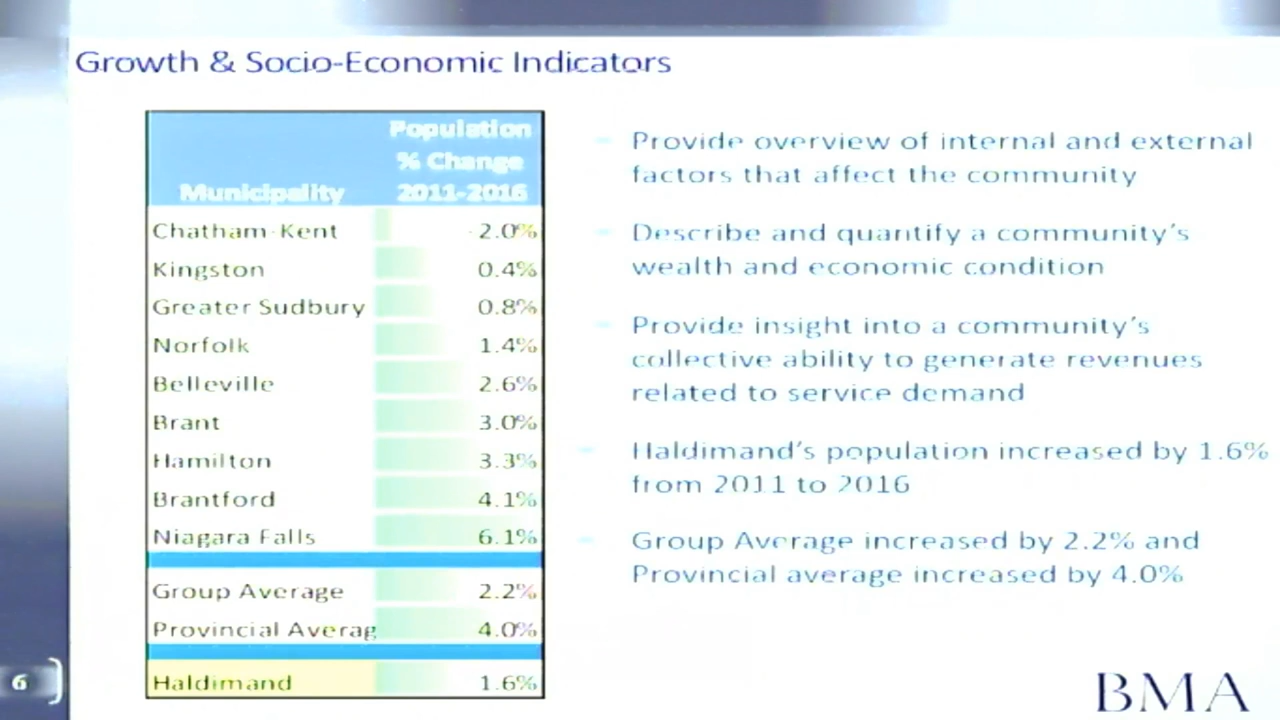 Growth & Socio-Economic Indicators
Municipality Population % Change 2011-2016
Chatham-Kent -2.0%
Kingston 0.4%
Greater Sudbury 0.8%
Norfolk 1.4%
Belleville 2.6%
Brant 3.0%
Hamilton 3.3%
Brantford 4.1%
Niagara Falls 6.1%
Group Average 2.2%
Provincial Averag 4.0%
Haldimand 1.6%
Provide overview of internal and external
factors that affect the community
Describe and quantify a community's
wealth and economic condition
Provide insight into a community's
collective ability to generate revenues
related to service demand
Haldimand's population increased by 1.6%
from 2011 to 2016
Group Average increased by 2.2% and
Provincial average increased by 4.0%
6
BMA